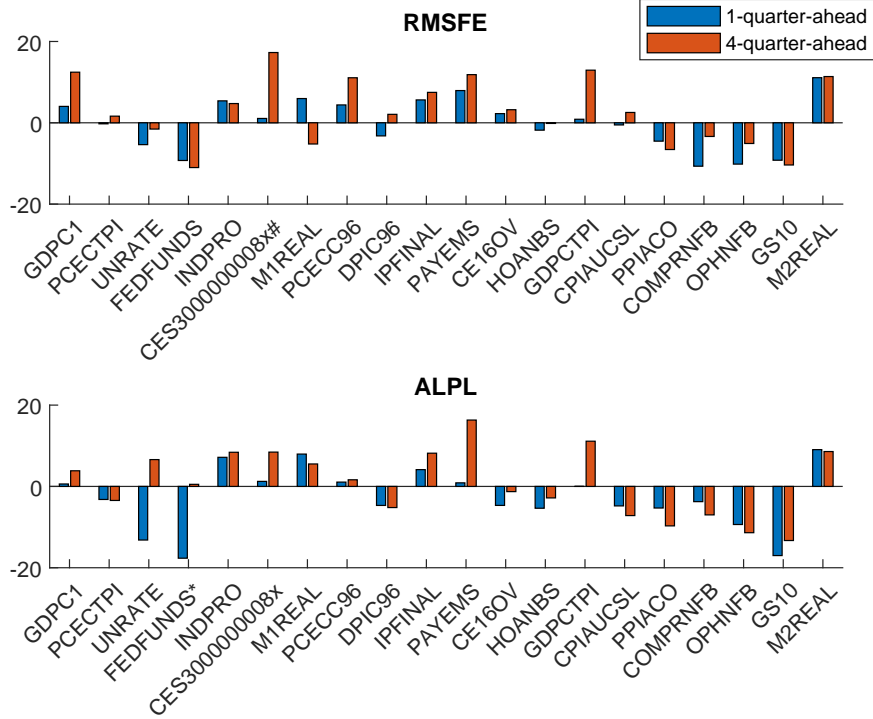 RMSFE
1-quarter-ahead
4-quarter-ahead
20
0
-20
GDPC1
PCECTPI
UNRATE
FEDFUNDS
INDPRO
CES3000000008x#
M1REAL
PCECC96
DPIC96
IPFINAL
PAYEMS
CE16OV
HOANBS
GDPCTPI
CPIAUCSL
PPIACO
COMPRNFB
OPHNFB
GS10
M2REAL
ALPL
20
0
-20
GDPC1
PCECTPI
UNRATE
FEDFUNDS*
INDPRO
CES3000000008x
M1REAL
PCECC96
DPIC96
IPFINAL
PAYEMS
CE16OV
HOANBS
GDPCTPI
CPIAUCSL
PPIACO
COMPRNFB
OPHNFB
GS10
M2REAL